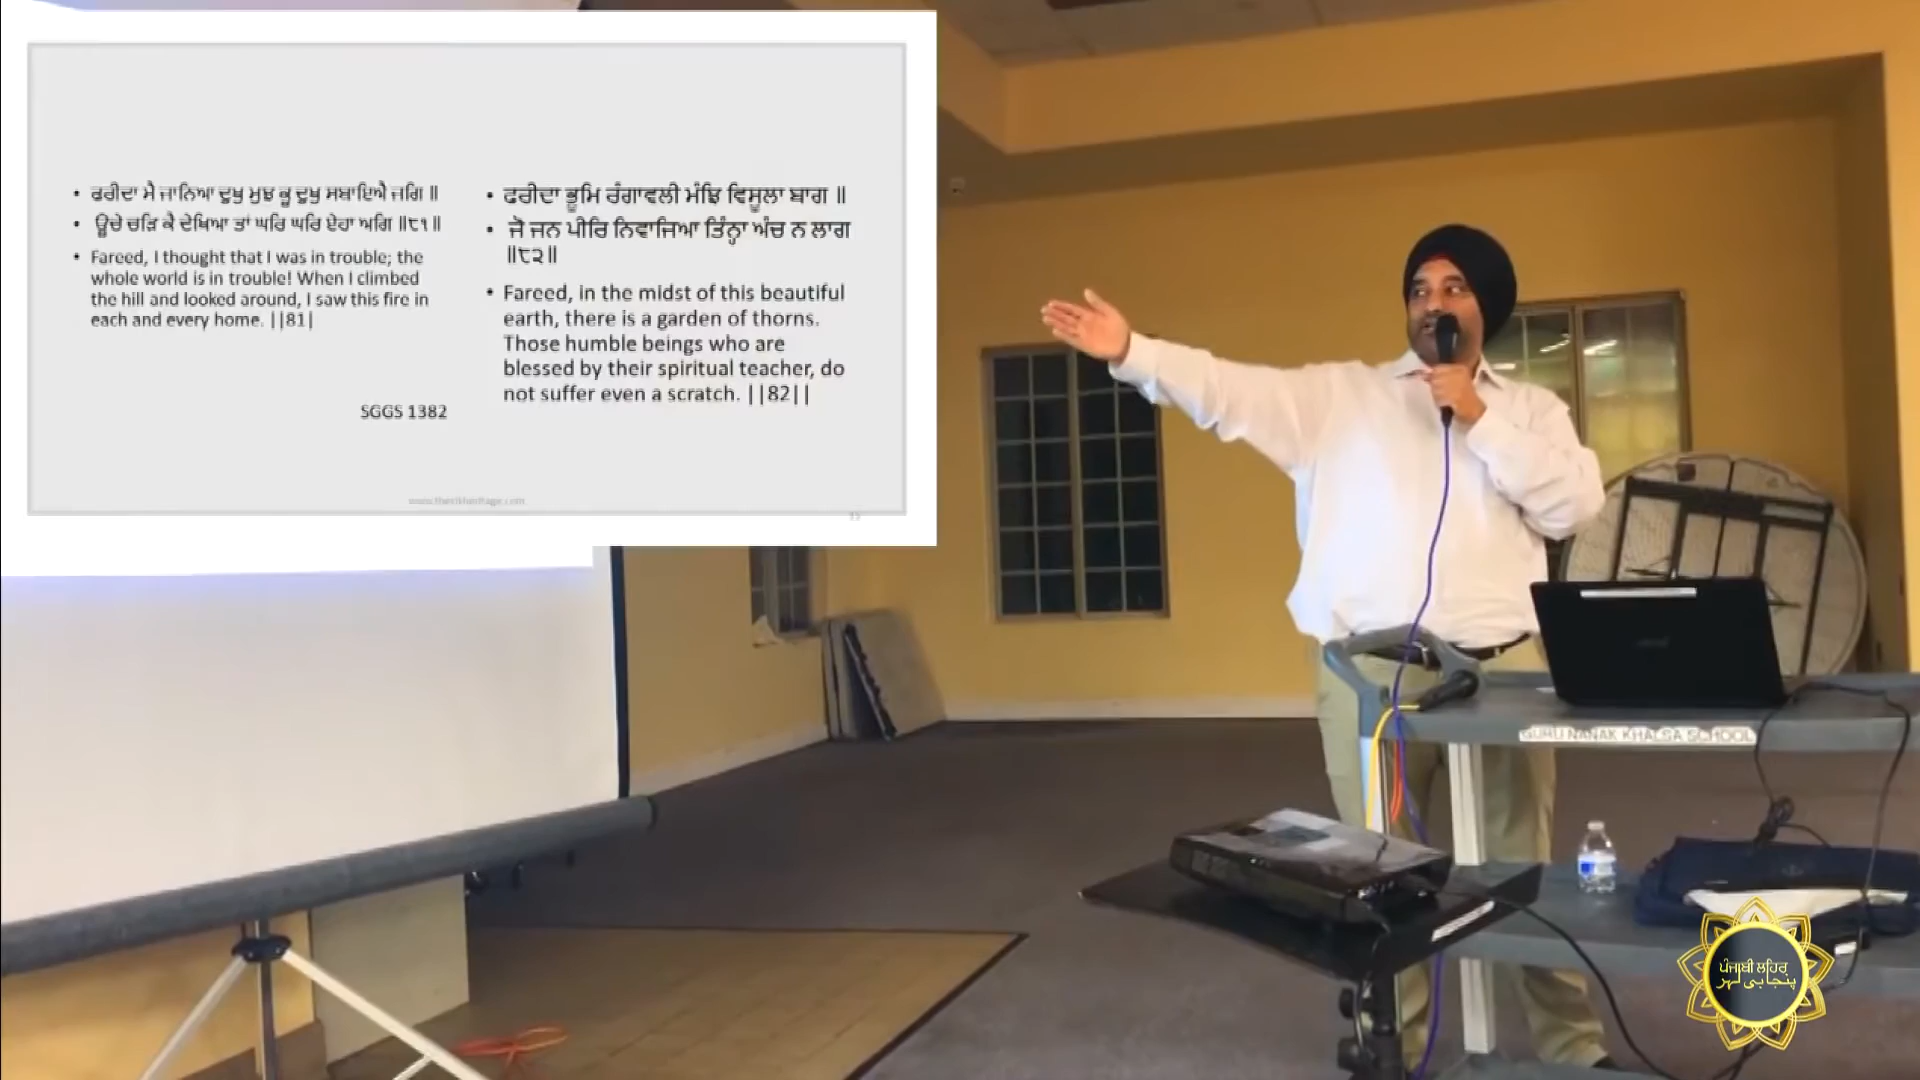 • ਫਰੀਦਾ ਮੈ ਜਾਨਿਆ ਦੁਖੁ ਮੁਝ ਕੂ ਦੁਖੁ ਸਬਾਇਐ ਜਗਿ ॥
• ਊਚੇ ਚੜਿ ਕੈ ਦੇਖਿਆ ਤਾਂ ਘਰਿ ਘਰਿ ਏਹਾ ਅਗਿ ॥੮੧॥
• Fareed, I thought that I was in trouble; the
whole world is in trouble! When I climbed
the hill and looked around, I saw this fire in
each and every home. ||81|
SGGS 1382
• ਫਰੀਦਾ ਭੂਮਿ ਰੰਗਾਵਲੀ ਮੰਝਿ ਵਿਸੂਲਾ ਬਾਗ ॥
• ਜੋ ਜਨ ਪੀਰਿ ਨਿਵਾਜਿਆ ਤਿੰਨ੍ਹਾ ਅੰਚ ਨ ਲਾਗ
॥੮੨॥
• Fareed, in the midst of this beautiful
earth, there is a garden of thorns.
Those humble beings who are
blessed by their spiritual teacher, do
not suffer even a scratch. ||82||
GURU NANAK KHALSA SCHOOL
ਪੰਜਾਬੀ ਲਹਿਰ
پنجابی لہر